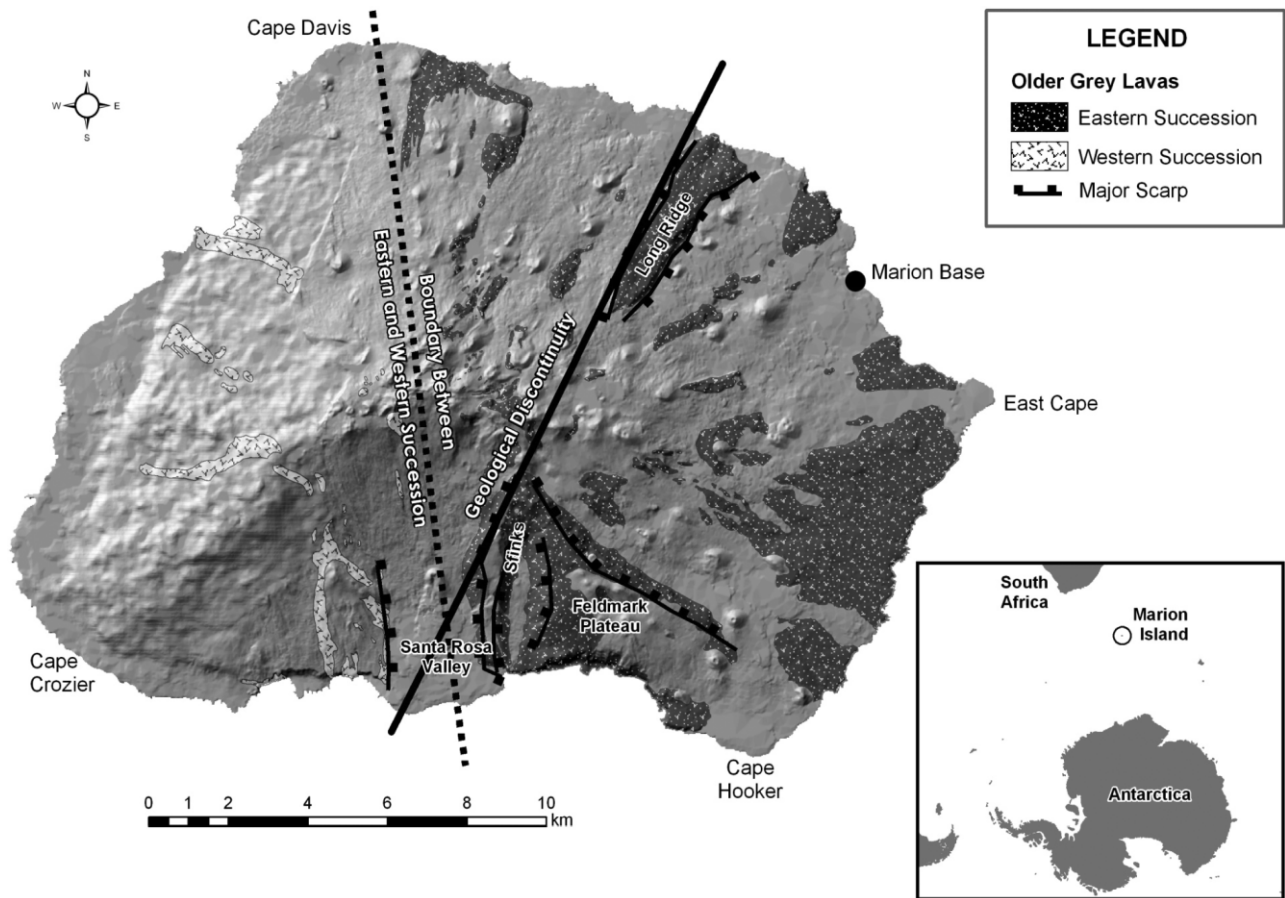 Cape Davis
N
W
E
S
LEGEND
Older Grey Lavas
Eastern Succession
Western Succession
Major Scarp
Boundary Between
Eastern and Western Succession
Geological Discontinuity
Long Ridge
Marion Base
East Cape
Sfinks
Feldmark
Plateau
Santa Rosa
Valley
Cape
Crozier
Cape
Hooker
0 1 2 4 6 8 10
km
South
Africa
Marion
Island
Antarctica